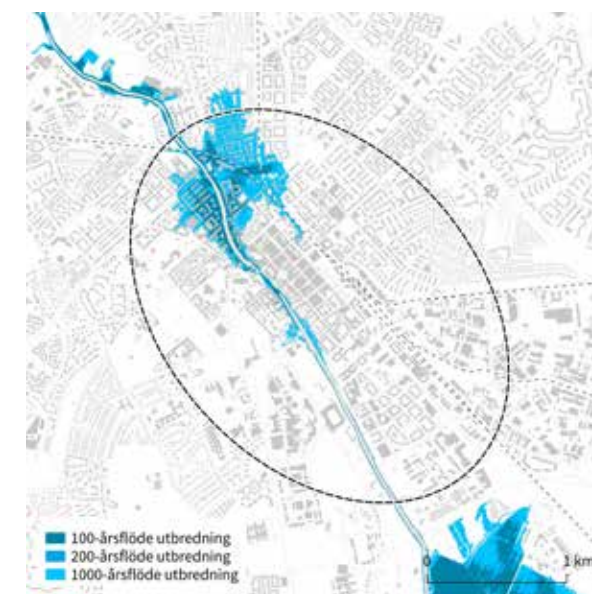 100-årsflöde utbredning
200-årsflöde utbredning
1000-årsflöde utbredning
0 1 km